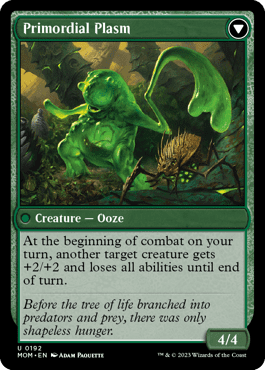 Primordial Plasm
Creature — Ooze
At the beginning of combat on your
turn, another target creature gets
+2/+2 and loses all abilities until end
of turn.
Before the tree of life branched into
predators and prey, there was only
shapeless hunger.
4/4
U 0192
MOM • EN ADAM PAQUETTE
™ & © 2023 Wizards of the Coast